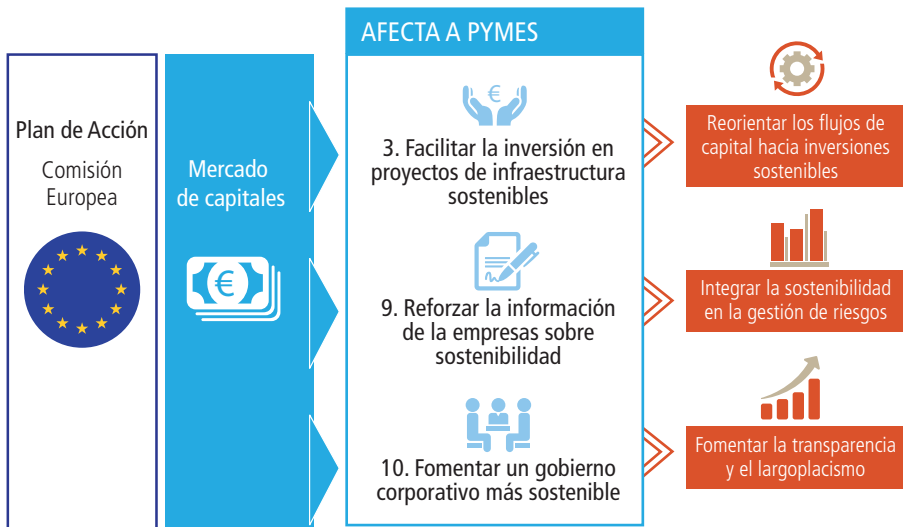 Plan de Acción
Comisión
Europea
Mercado
de capitales
€
AFECTA A PYMES
€
3. Facilitar la inversión en
proyectos de infraestructura
sostenibles
9. Reforzar la información
de la empresas sobre
sostenibilidad
10. Fomentar un gobierno
corporativo más sostenible
Reorientar los flujos de
capital hacia inversiones
sostenibles
Integrar la sostenibilidad
en la gestión de riesgos
Fomentar la transparencia
y el largoplacismo